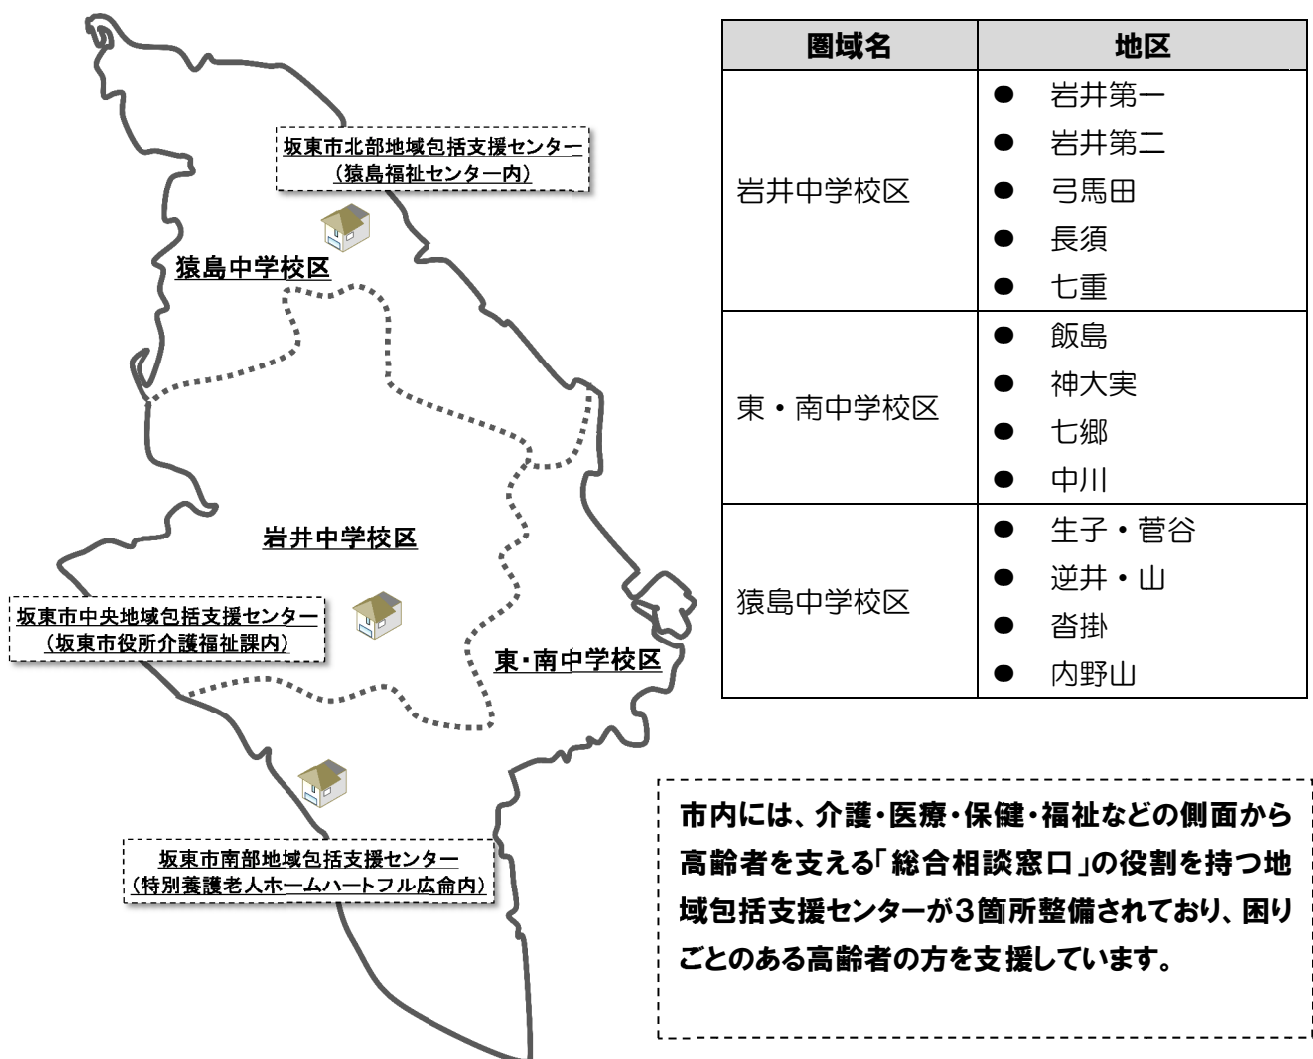 坂東市北部地域包括支援センター
(猿島福祉センター内)
猿島中学校区
岩井中学校区
坂東市中央地域包括支援センター
(坂東市役所介護福祉課内)
東・南中学校区
坂東市南部地域包括支援センター
(特別養護老人ホームハートフル広侖内)
圏域名 地区
岩井中学校区
● 岩井第一
● 岩井第二
● 弓馬田
● 長須
● 七重
東・南中学校区
● 飯島
● 神大実
● 七郷
● 中川
猿島中学校区
● 生子・菅谷
● 逆井・山
● 沓掛
● 内野山
市内には、介護・医療・保健・福祉などの側面から
高齢者を支える「総合相談窓口」の役割を持つ地
域包括支援センターが3箇所整備されており、困り
ごとのある高齢者の方を支援しています。